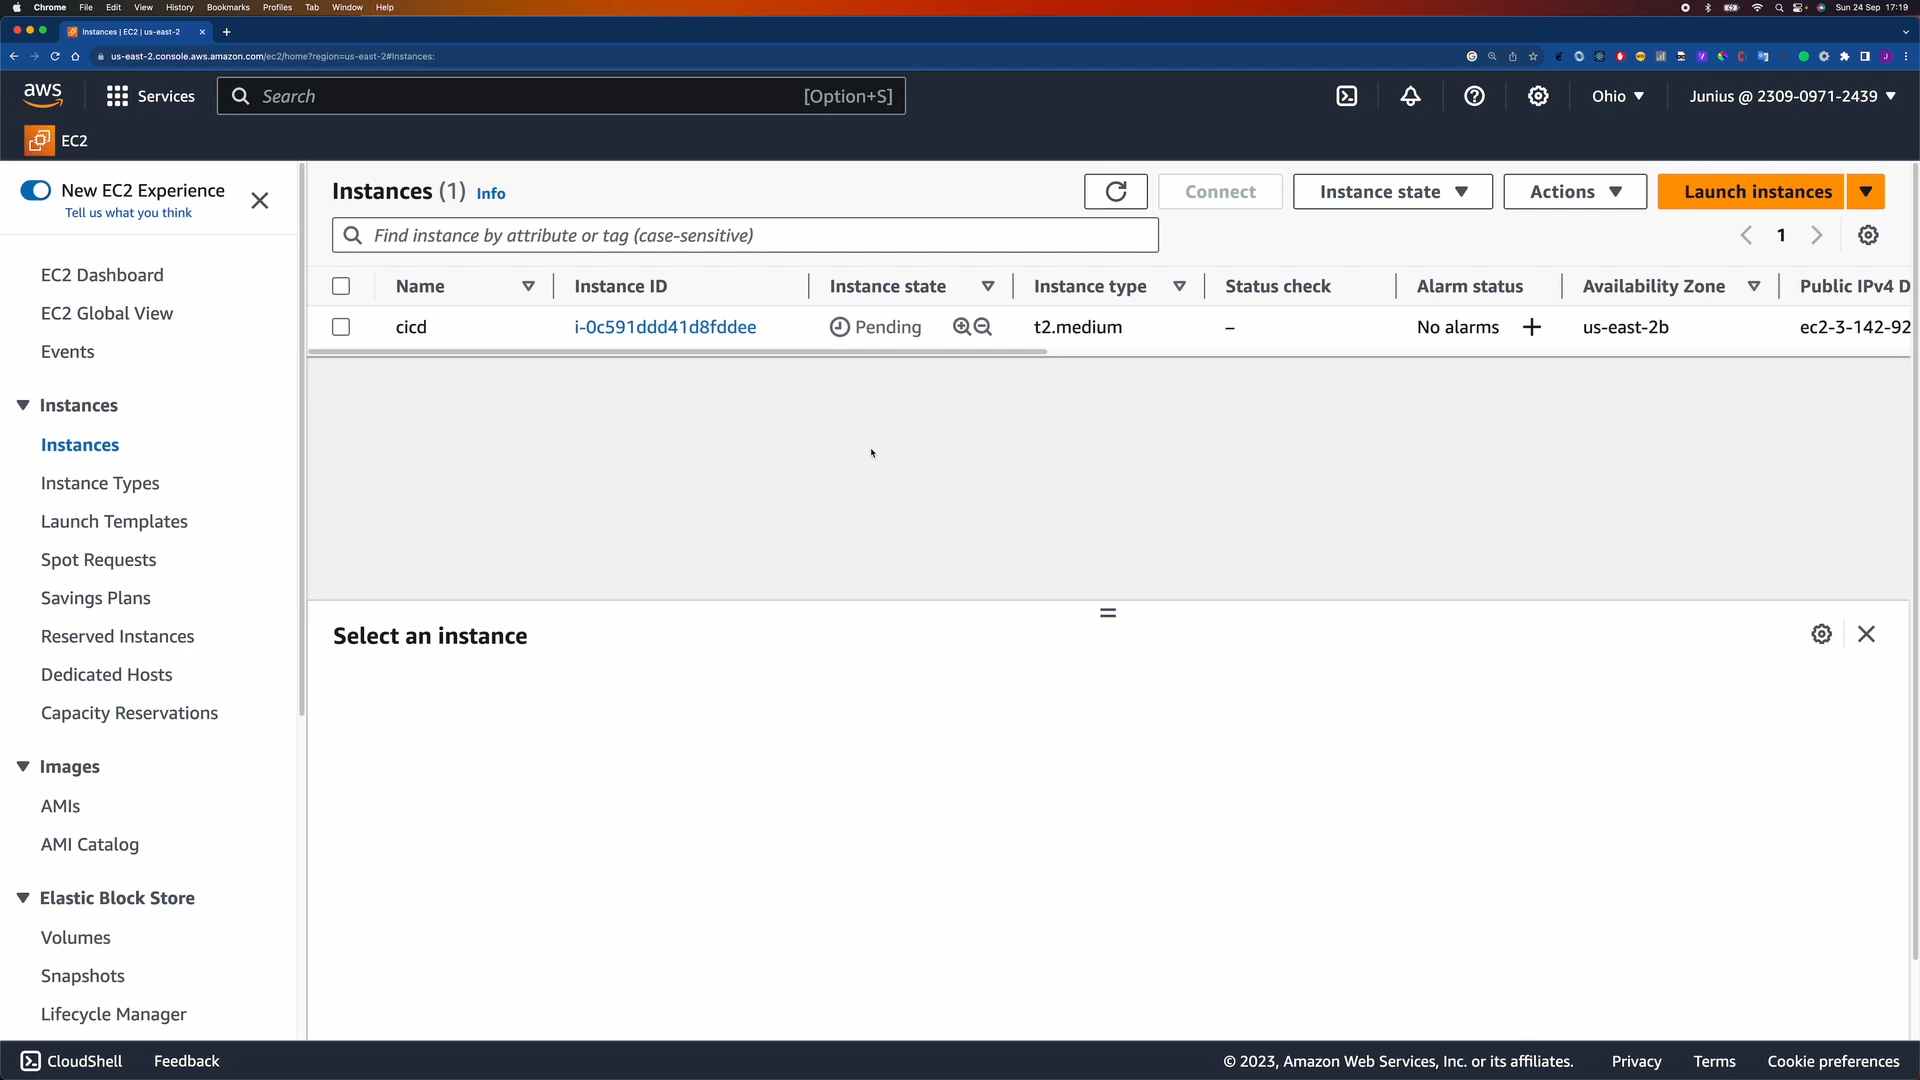 Chrome File Edit View History Bookmarks Profiles Tab Window Help Sun 24 Sep 17:19
Instances | EC2 | us-east-2
us-east-2.console.aws.amazon.com/ec2/home?region=us-east-2#Instances:
aws Services Search [Option+S] Ohio Junius @ 2309-0971-2439
EC2
New EC2 Experience
Tell us what you think
EC2 Dashboard
EC2 Global View
Events
Instances
Instances
Instance Types
Launch Templates
Spot Requests
Savings Plans
Reserved Instances
Dedicated Hosts
Capacity Reservations
Images
AMIs
AMI Catalog
Elastic Block Store
Volumes
Snapshots
Lifecycle Manager
Instances (1) Info Connect Instance state Actions Launch instances
Find instance by attribute or tag (case-sensitive) 1
Name Instance ID Instance state Instance type Status check Alarm status Availability Zone Public IPv4 D
cicd i-0c591ddd41d8fddee Pending t2.medium – No alarms us-east-2b ec2-3-142-92
Select an instance
CloudShell Feedback © 2023, Amazon Web Services, Inc. or its affiliates. Privacy Terms Cookie preferences